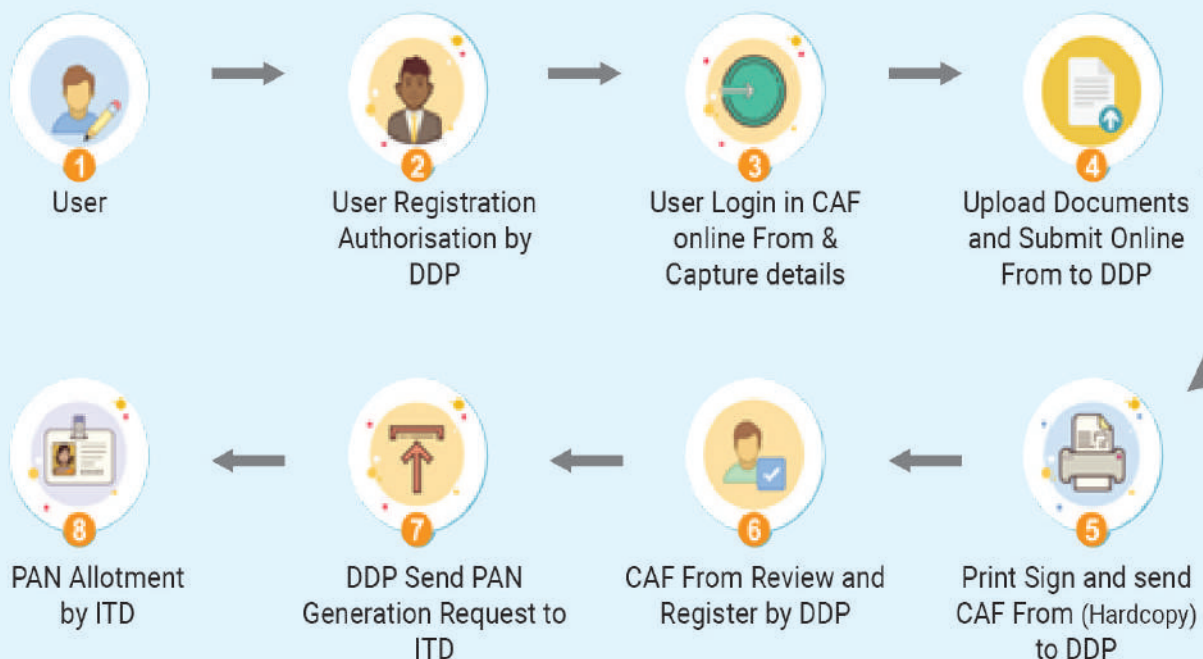 1
User
2
User Registration
Authorisation by
DDP
3
User Login in CAF
online From &
Capture details
4
Upload Documents
and Submit Online
From to DDP
8
PAN Allotment
by ITD
7
DDP Send PAN
Generation Request to
ITD
6
CAF From Review and
Register by DDP
5
Print Sign and send
CAF From (Hardcopy)
to DDP